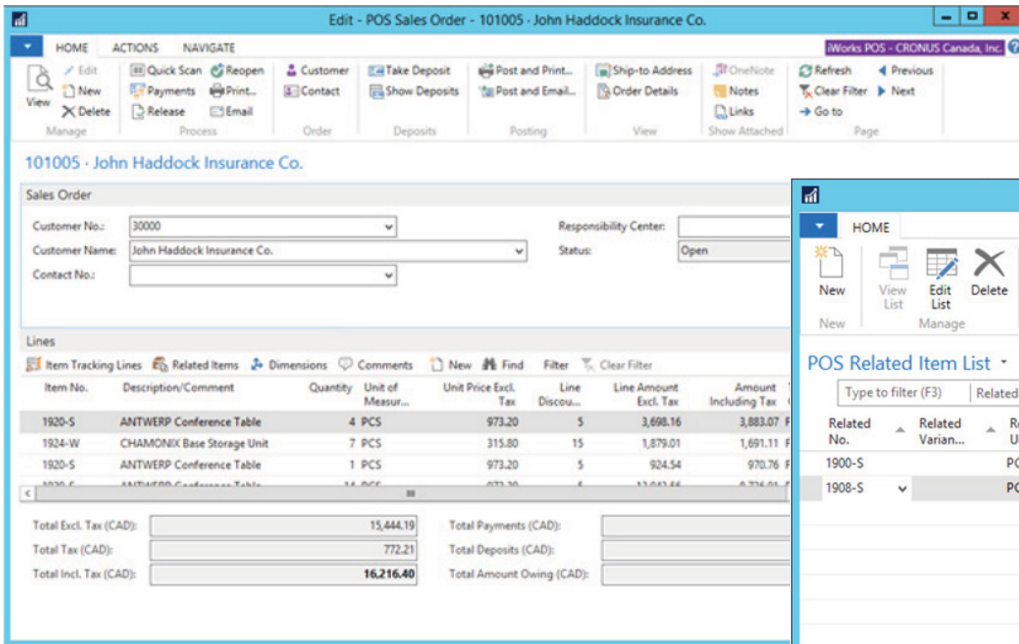 Edit - POS Sales Order - 101005 · John Haddock Insurance Co.
HOME ACTIONS NAVIGATE
iWorks POS - CRONUS Canada, Inc.
View
Edit
New
Delete
Manage
Quick Scan Reopen
Payments Print...
Release Email
Process
Customer
Contact
Order
Take Deposit
Show Deposits
Deposits
Post and Print...
Post and Email...
Posting
Ship-to Address
Order Details
View
OneNote
Notes
Links
Show Attached
Refresh Previous
Clear Filter Next
Go to
Page
101005 · John Haddock Insurance Co.
Sales Order
Customer No.: 30000
Customer Name: John Haddock Insurance Co.
Contact No.:
Responsibility Center:
Status: Open
Lines
Item Tracking Lines Related Items Dimensions Comments New Find Filter Clear Filter
Item No. Description/Comment Quantity Unit of Measur... Unit Price Excl. Tax Line Discou... Line Amount Excl. Tax Amount Including Tax
1920-S ANTWERP Conference Table 4 PCS 973.20 5 3,698.16 3,883.07
1924-W CHAMONIX Base Storage Unit 7 PCS 315.80 15 1,879.01 1,691.11
1920-S ANTWERP Conference Table 1 PCS 973.20 5 924.54 970.76
Total Excl. Tax (CAD): 15,444.19
Total Tax (CAD): 772.21
Total Incl. Tax (CAD): 16,216.40
Total Payments (CAD):
Total Deposits (CAD):
Total Amount Owing (CAD):
HOME
New
View List
Edit List
Delete
New
Manage
POS Related Item List
Type to filter (F3) Related
Related No. Related Varian...
1900-S
1908-S